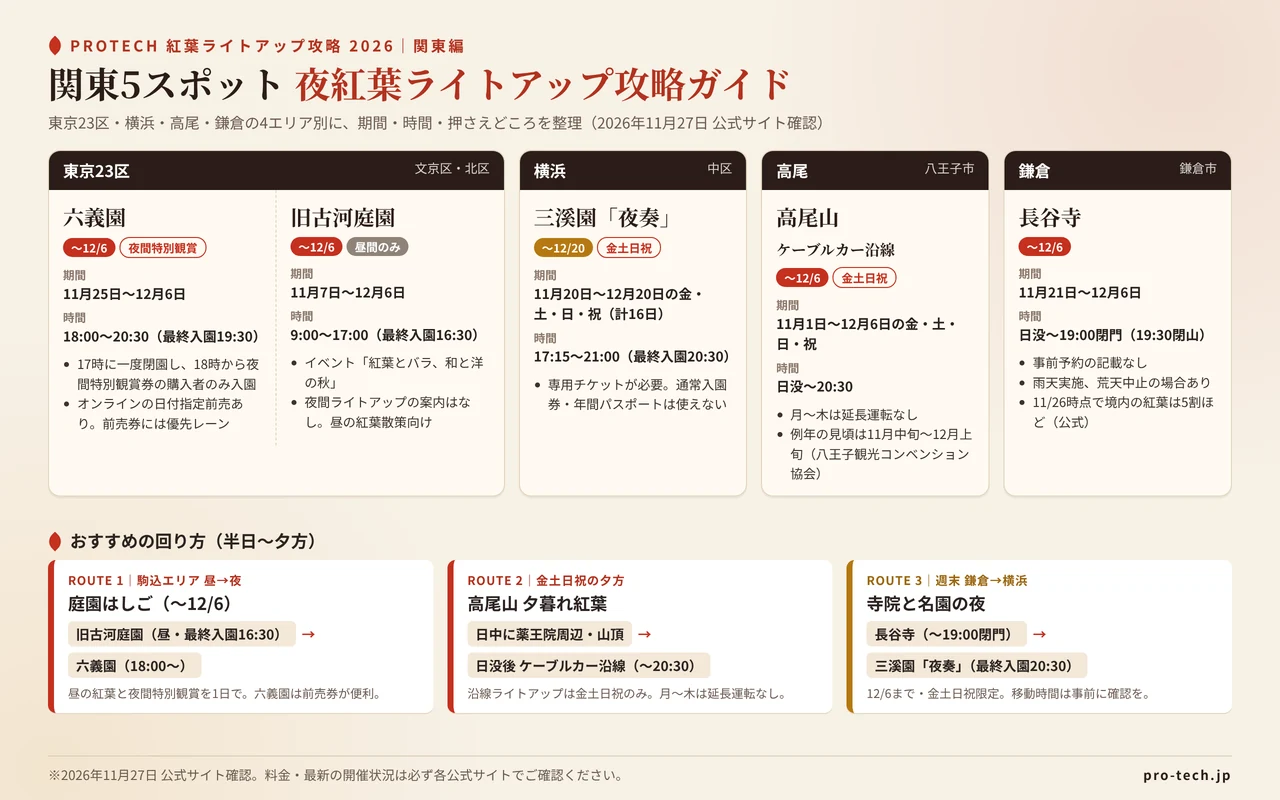 PROTECH 紅葉ライトアップ攻略 2026｜関東編
関東5スポット 夜紅葉ライトアップ攻略ガイド
東京23区・横浜・高尾・鎌倉の4エリア別に、期間・時間・押さえどころを整理（2026年11月27日 公式サイト確認）
東京23区 文京区・北区
六義園
〜12/6 夜間特別観賞
期間
11月25日〜12月6日
時間
18:00〜20:30（最終入園19:30）
17時に一度閉園し、18時から夜
間特別観賞券の購入者のみ入園
オンラインの日付指定前売あ
り。前売券には優先レーン
旧古河庭園
〜12/6 昼間のみ
期間
11月7日〜12月6日
時間
9:00〜17:00（最終入園16:30）
イベント「紅葉とバラ、和と洋
の秋」
夜間ライトアップの案内はな
し。昼の紅葉散策向け
横浜 中区
三溪園「夜奏」
〜12/20 金土日祝
期間
11月20日〜12月20日の金・
土・日・祝（計16日）
時間
17:15〜21:00（最終入園20:30）
専用チケットが必要。通常入園
券・年間パスポートは使えない
高尾 八王子市
高尾山
ケーブルカー沿線
〜12/6 金土日祝
期間
11月1日〜12月6日の金・土・
日・祝
時間
日没〜20:30
月〜木は延長運転なし
例年の見頃は11月中旬〜12月上
旬（八王子観光コンベンション
協会）
鎌倉 鎌倉市
長谷寺
〜12/6
期間
11月21日〜12月6日
時間
日没〜19:00閉門（19:30閉山）
事前予約の記載なし
雨天実施、荒天中止の場合あり
11/26時点で境内の紅葉は5割ほ
ど（公式）
おすすめの回り方（半日〜夕方）
ROUTE 1｜駒込エリア 昼→夜
庭園はしご（〜12/6）
旧古河庭園（昼・最終入園16:30） →
六義園（18:00〜）
昼の紅葉と夜間特別観賞を1日で。六義園は前売券が便利。
ROUTE 2｜金土日祝の夕方
高尾山 夕暮れ紅葉
日中に薬王院周辺・山頂 →
日没後 ケーブルカー沿線（〜20:30）
沿線ライトアップは金土日祝のみ。月〜木は延長運転なし。
ROUTE 3｜週末 鎌倉→横浜
寺院と名園の夜
長谷寺（〜19:00閉門） →
三溪園「夜奏」（最終入園20:30）
12/6まで・金土日祝限定。移動時間は事前に確認を。
※2026年11月27日 公式サイト確認。料金・最新の開催状況は必ず各公式サイトでご確認ください。
pro-tech.jp